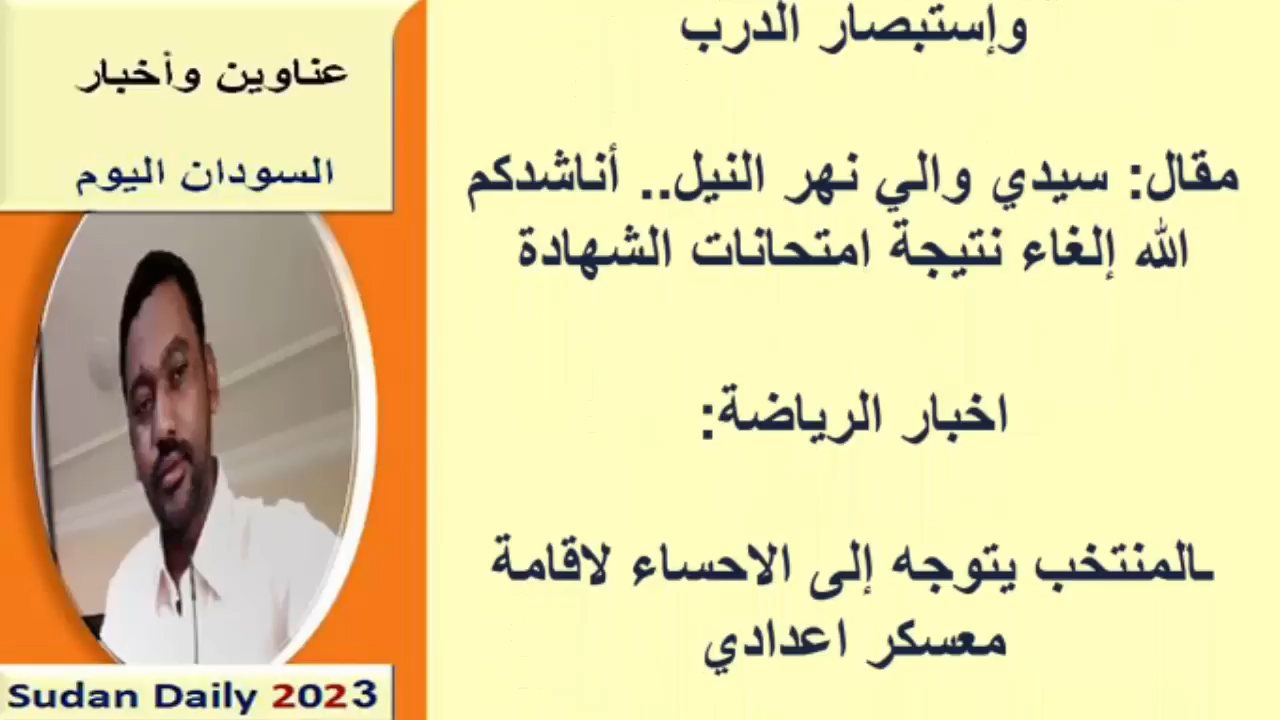 عناوين وأخبار
السودان اليوم
وإستبصار الدرب
مقال: سيدي والي نهر النيل.. أناشدكم
الله إلغاء نتيجة امتحانات الشهادة
اخبار الرياضة:
ـالمنتخب يتوجه إلى الاحساء لاقامة
معسكر اعدادي
Sudan Daily 2023